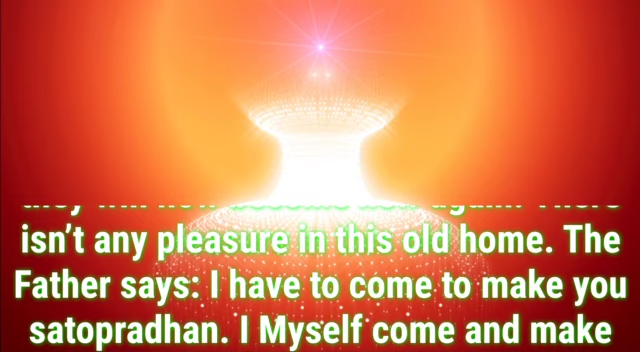 isn't any pleasure in this old home. The
Father says: I have to come to make you
satopradhan. I Myself come and make